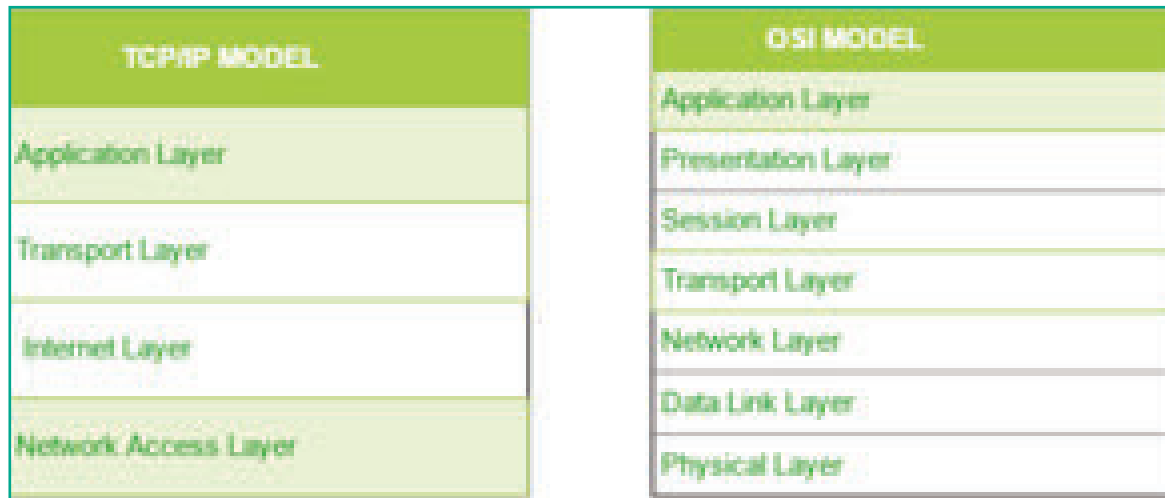 TCP/IP MODEL
Application Layer
Transport Layer
Internet Layer
Network Access Layer
OSI MODEL
Application Layer
Presentation Layer
Session Layer
Transport Layer
Network Layer
Data Link Layer
Physical Layer